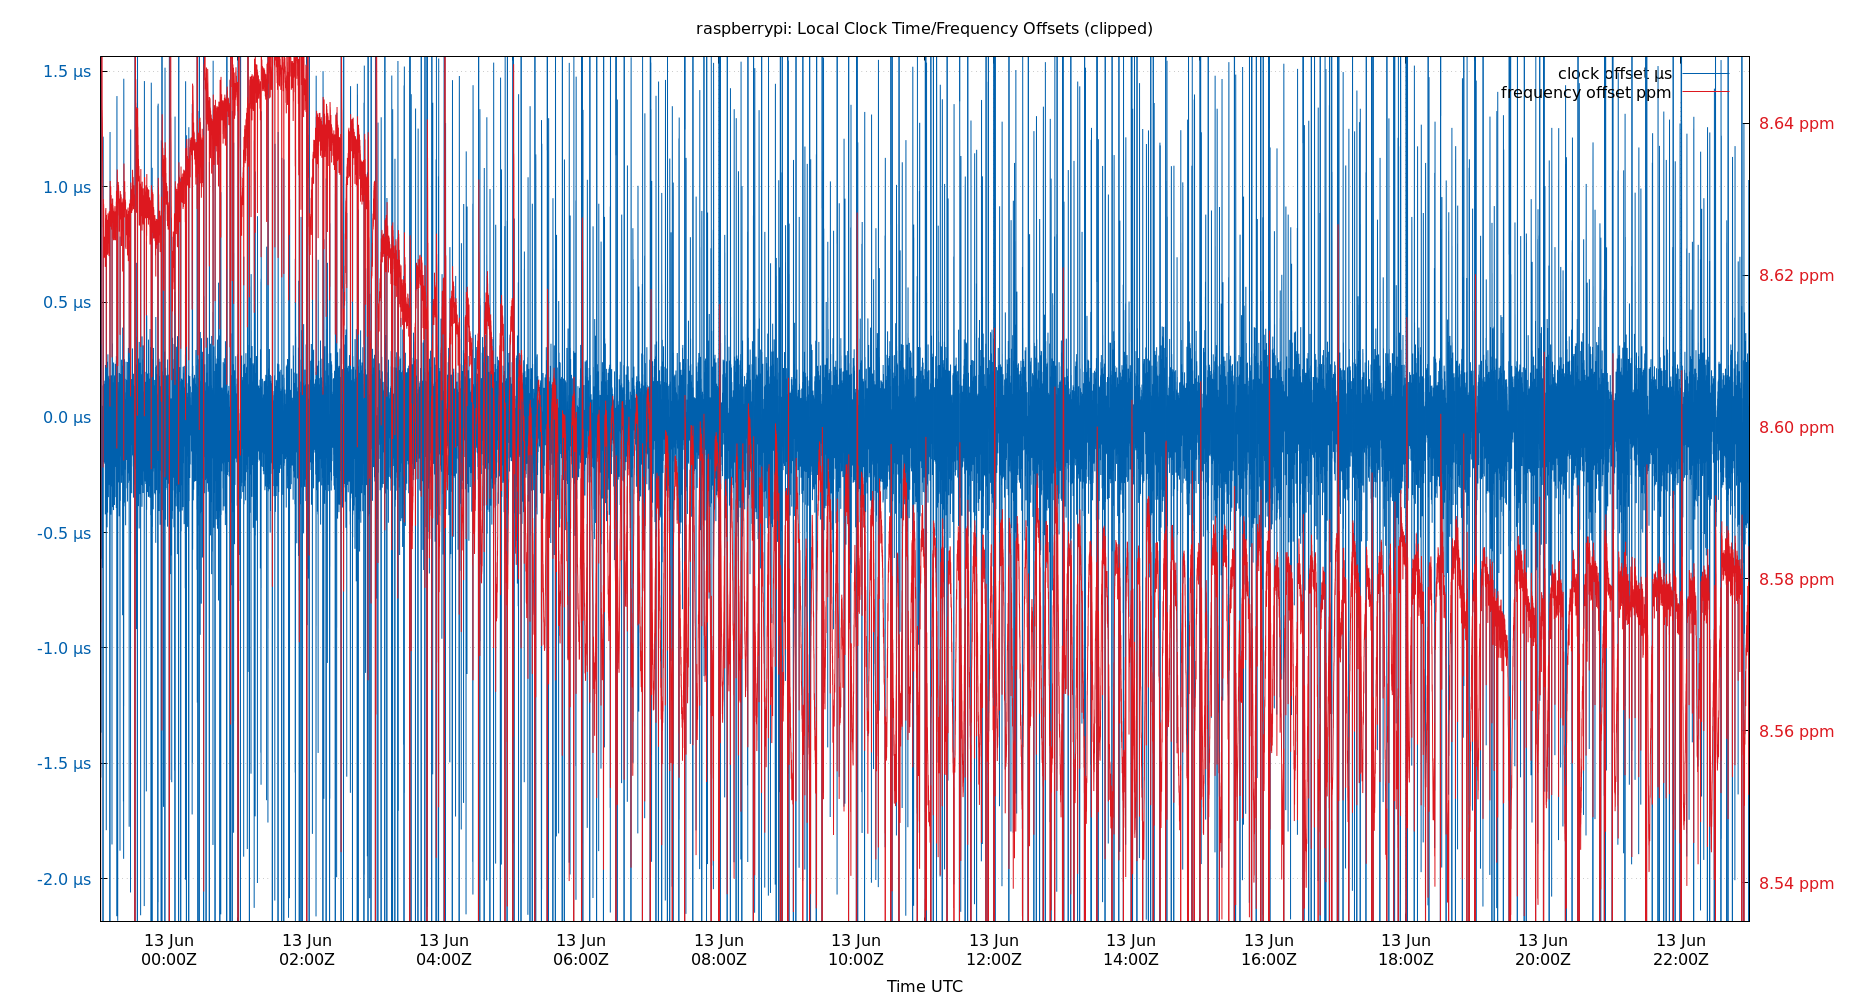 raspberrypi: Local Clock Time/Frequency Offsets (clipped)
clock offset µs
frequency offset ppm
1.5 µs
1.0 µs
0.5 µs
0.0 µs
-0.5 µs
-1.0 µs
-1.5 µs
-2.0 µs
8.64 ppm
8.62 ppm
8.60 ppm
8.58 ppm
8.56 ppm
8.54 ppm
13 Jun 13 Jun 13 Jun 13 Jun 13 Jun 13 Jun 13 Jun 13 Jun 13 Jun 13 Jun 13 Jun 13 Jun
00:00Z 02:00Z 04:00Z 06:00Z 08:00Z 10:00Z 12:00Z 14:00Z 16:00Z 18:00Z 20:00Z 22:00Z
Time UTC